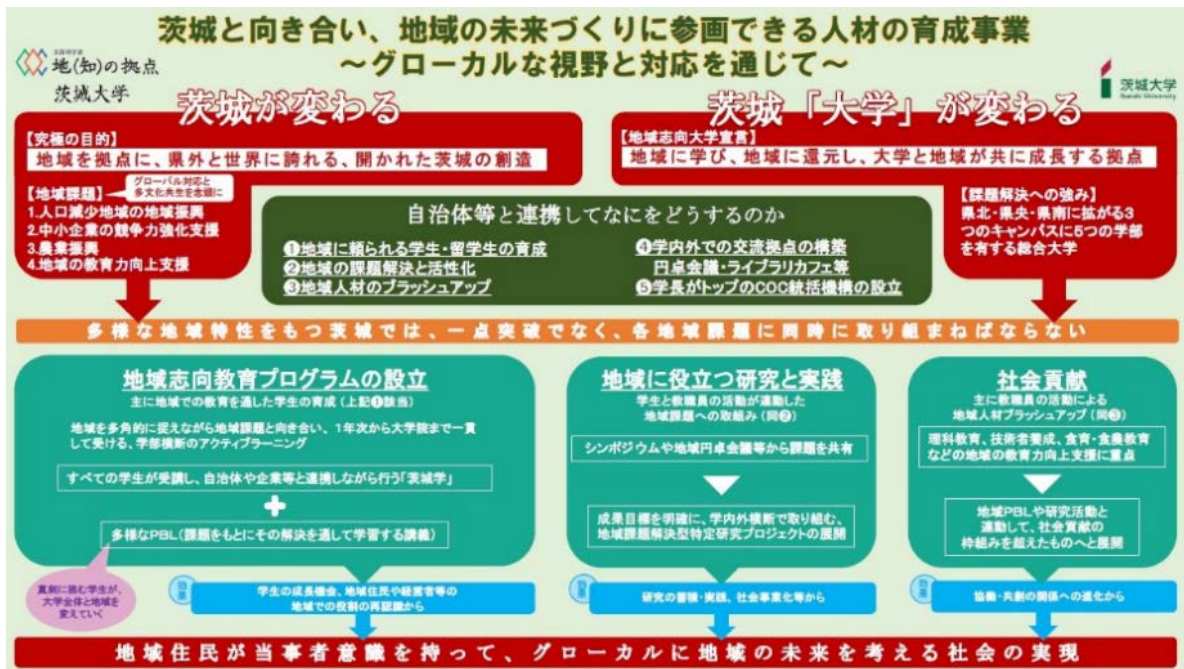 茨城と向き合い、地域の未来づくりに参画できる人材の育成事業
～グローカルな視野と対応を通じて～
地(知)の拠点
茨城大学
茨城大学
Ibaraki University
茨城が変わる
【究極の目的】
地域を拠点に、県外と世界に誇れる、開かれた茨城の創造
【地域課題】
グローバル対応と
多文化共生を念頭に
1.人口減少地域の地域振興
2.中小企業の競争力強化支援
3.農業振興
4.地域の教育力向上支援
茨城「大学」が変わる
【地域志向大学宣言】
地域に学び、地域に還元し、大学と地域が共に成長する拠点
【課題解決への強み】
県北・県央・県南に拡がる3
つのキャンパスに5つの学部
を有する総合大学
自治体等と連携してなにをどうするのか
❶地域に頼られる学生・留学生の育成
❷地域の課題解決と活性化
❸地域人材のブラッシュアップ
❹学内外での交流拠点の構築
円卓会議・ライブラリカフェ等
❺学長がトップのCOC統括機構の設立
多様な地域特性をもつ茨城では、一点突破でなく、各地域課題に同時に取り組まねばならない
地域志向教育プログラムの設立
主に地域での教育を通した学生の育成(上記❶該当)
地域を多角的に捉えながら地域課題と向き合い、1年次から大学院まで一貫
して受ける、学部横断のアクティブラーニング
すべての学生が受講し、自治体や企業等と連携しながら行う「茨城学」
+
多様なPBL(課題をもとにその解決を通して学習する講義)
真剣に挑む学生が、
大学全体と地域を
変えていく
効果
学生の成長機会、地域住民や経営者等の
地域での役割の再認識から
地域に役立つ研究と実践
学生と教職員の活動が連動した
地域課題への取組み(同❷)
シンポジウムや地域円卓会議等から課題を共有
成果目標を明確に、学内外横断で取り組む、
地域課題解決型特定研究プロジェクトの展開
効果
研究の蓄積・実践、社会事業化等から
社会貢献
主に教職員の活動による
地域人材ブラッシュアップ(同❸)
理科教育、技術者養成、食育・食農教育
などの地域の教育力向上支援に重点
地域PBLや研究活動と
連動して、社会貢献の
枠組みを超えたものへと展開
効果
協働・共創の関係への進化から
地域住民が当事者意識を持って、グローカルに地域の未来を考える社会の実現